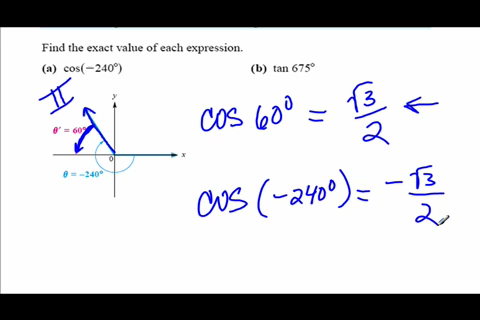 Find the exact value of each expression.
(a) cos(−240°) (b) tan 675°
II
y
θ′ = 60°
0
x
θ = −240°
cos 60° = √3/2 ←
cos (−240°) = −√3/2